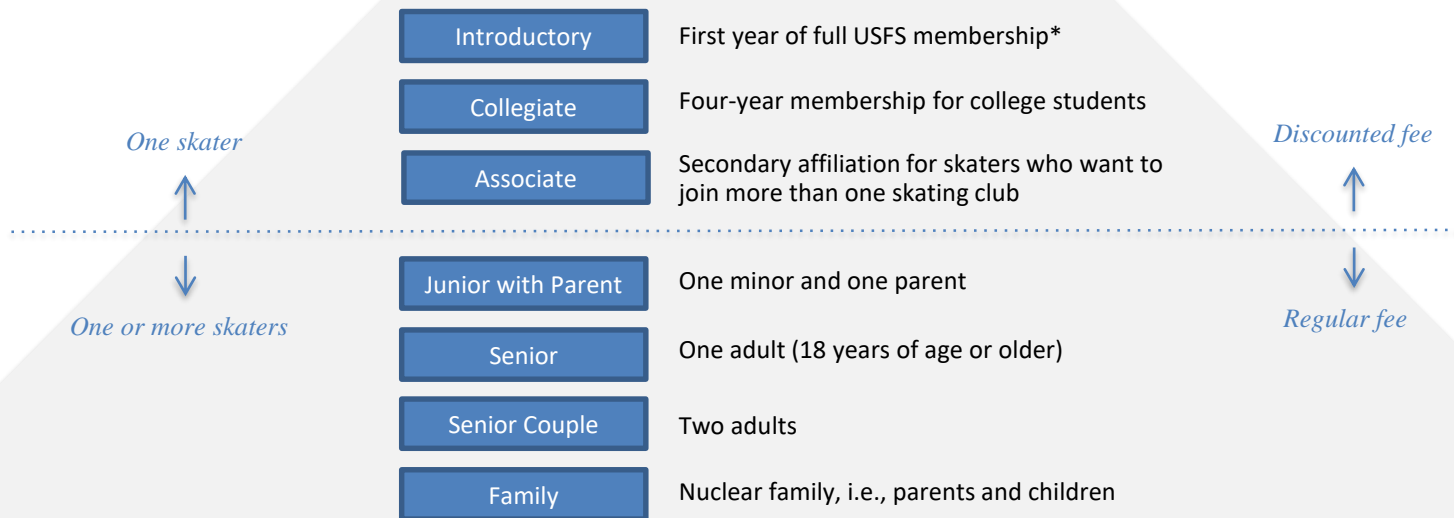 Introductory
First year of full USFS membership*
Collegiate
Four-year membership for college students
One skater
Discounted fee
Associate
Secondary affiliation for skaters who want to
join more than one skating club
Junior with Parent
One minor and one parent
One or more skaters
Regular fee
Senior
One adult (18 years of age or older)
Senior Couple
Two adults
Family
Nuclear family, i.e., parents and children